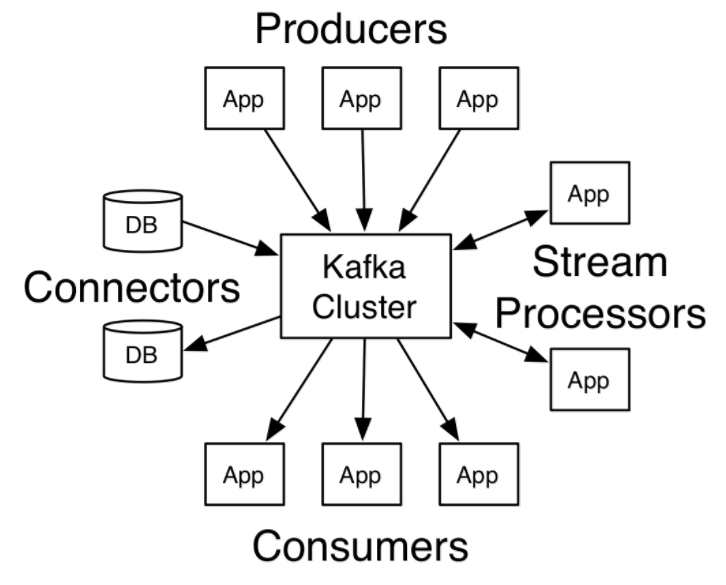 Producers
App
App
App
App
DB
Kafka
Cluster
Stream
Processors
Connectors
DB
App
App
App
App
Consumers